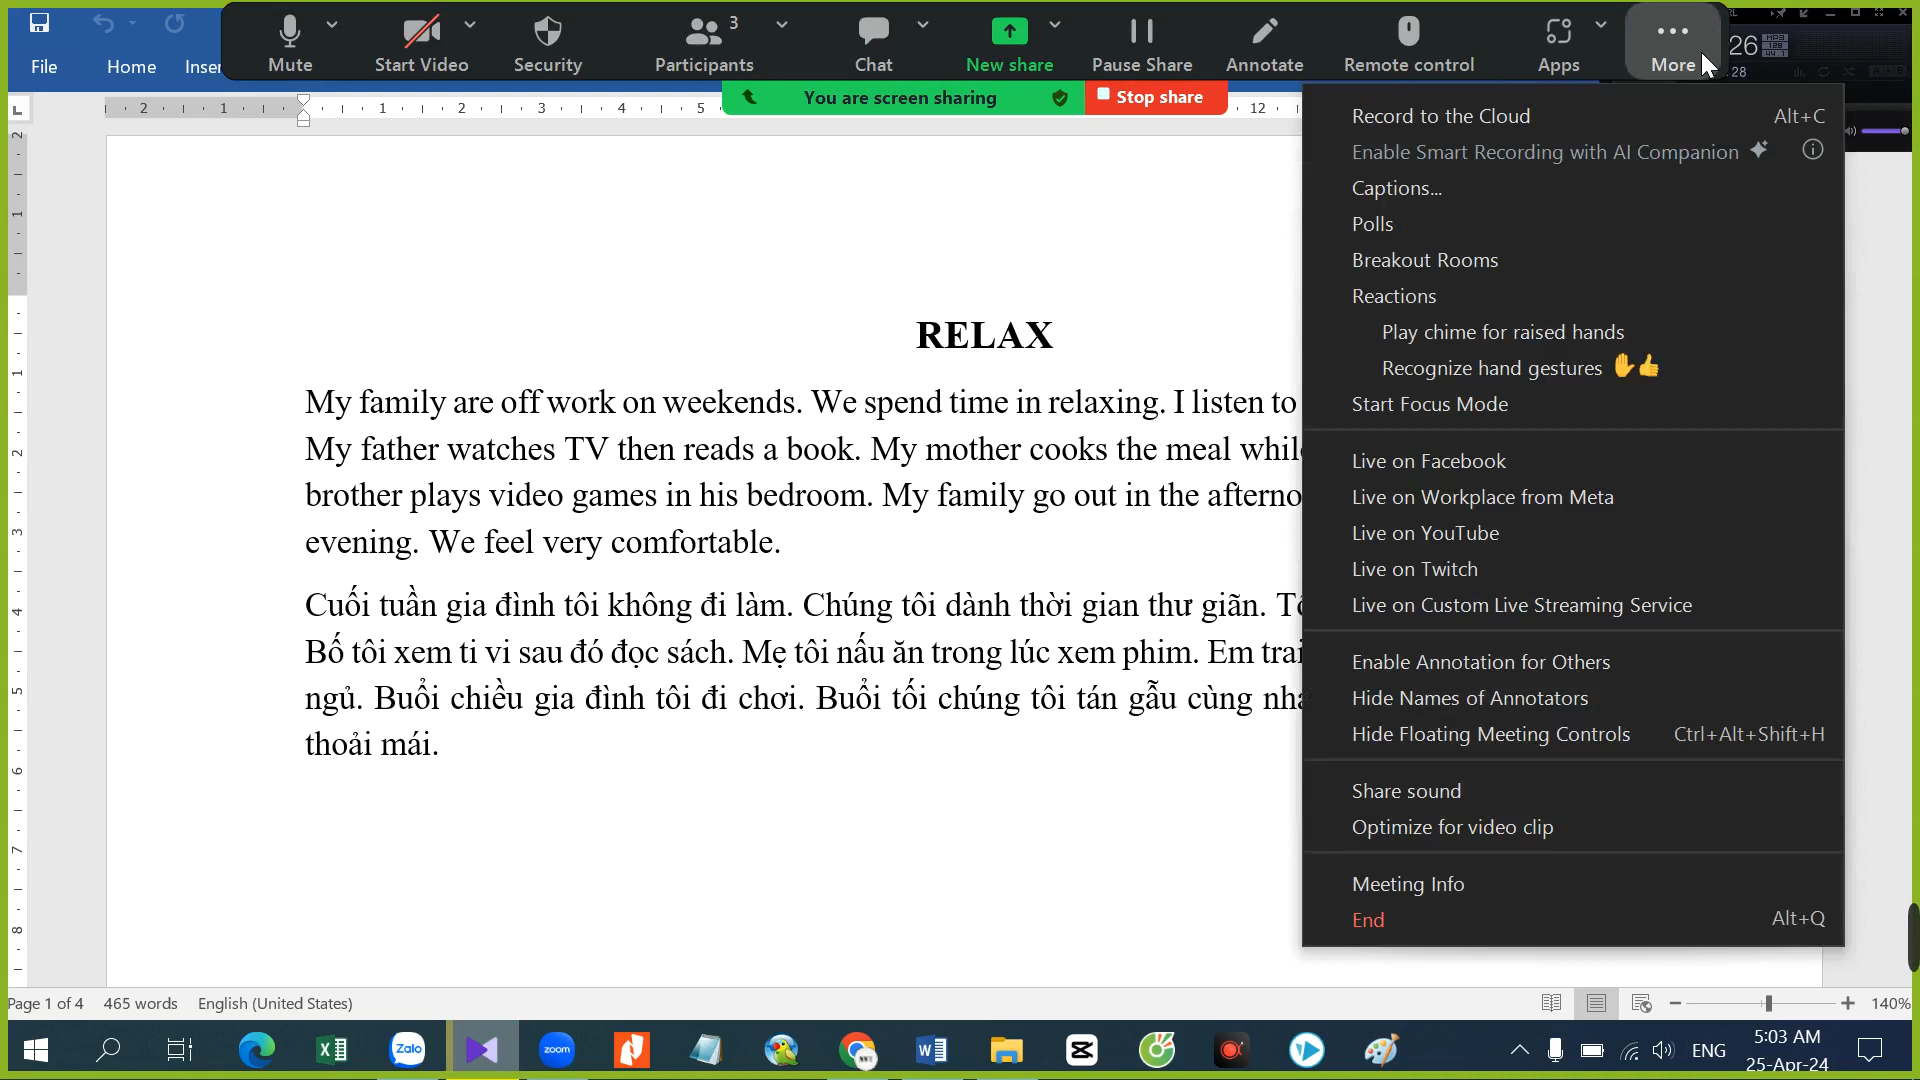 Mute
Start Video
Security
Participants
3
Chat
New share
Pause Share
Annotate
Remote control
Apps
More
File
Home
You are screen sharing
Stop share
Record to the Cloud Alt+C
Enable Smart Recording with AI Companion
Captions...
Polls
Breakout Rooms
Reactions
Play chime for raised hands
Recognize hand gestures
Start Focus Mode
Live on Facebook
Live on Workplace from Meta
Live on YouTube
Live on Twitch
Live on Custom Live Streaming Service
Enable Annotation for Others
Hide Names of Annotators
Hide Floating Meeting Controls Ctrl+Alt+Shift+H
Share sound
Optimize for video clip
Meeting Info
End Alt+Q
RELAX
My family are off work on weekends. We spend time in relaxing. I listen to
My father watches TV then reads a book. My mother cooks the meal while
brother plays video games in his bedroom. My family go out in the afterno
evening. We feel very comfortable.
Cuối tuần gia đình tôi không đi làm. Chúng tôi dành thời gian thư giãn. Tô
Bố tôi xem ti vi sau đó đọc sách. Mẹ tôi nấu ăn trong lúc xem phim. Em trai
ngủ. Buổi chiều gia đình tôi đi chơi. Buổi tối chúng tôi tán gẫu cùng nha
thoải mái.
Page 1 of 4 465 words English (United States) 140%
Zalo
zoom
ENG
5:03 AM
25-Apr-24